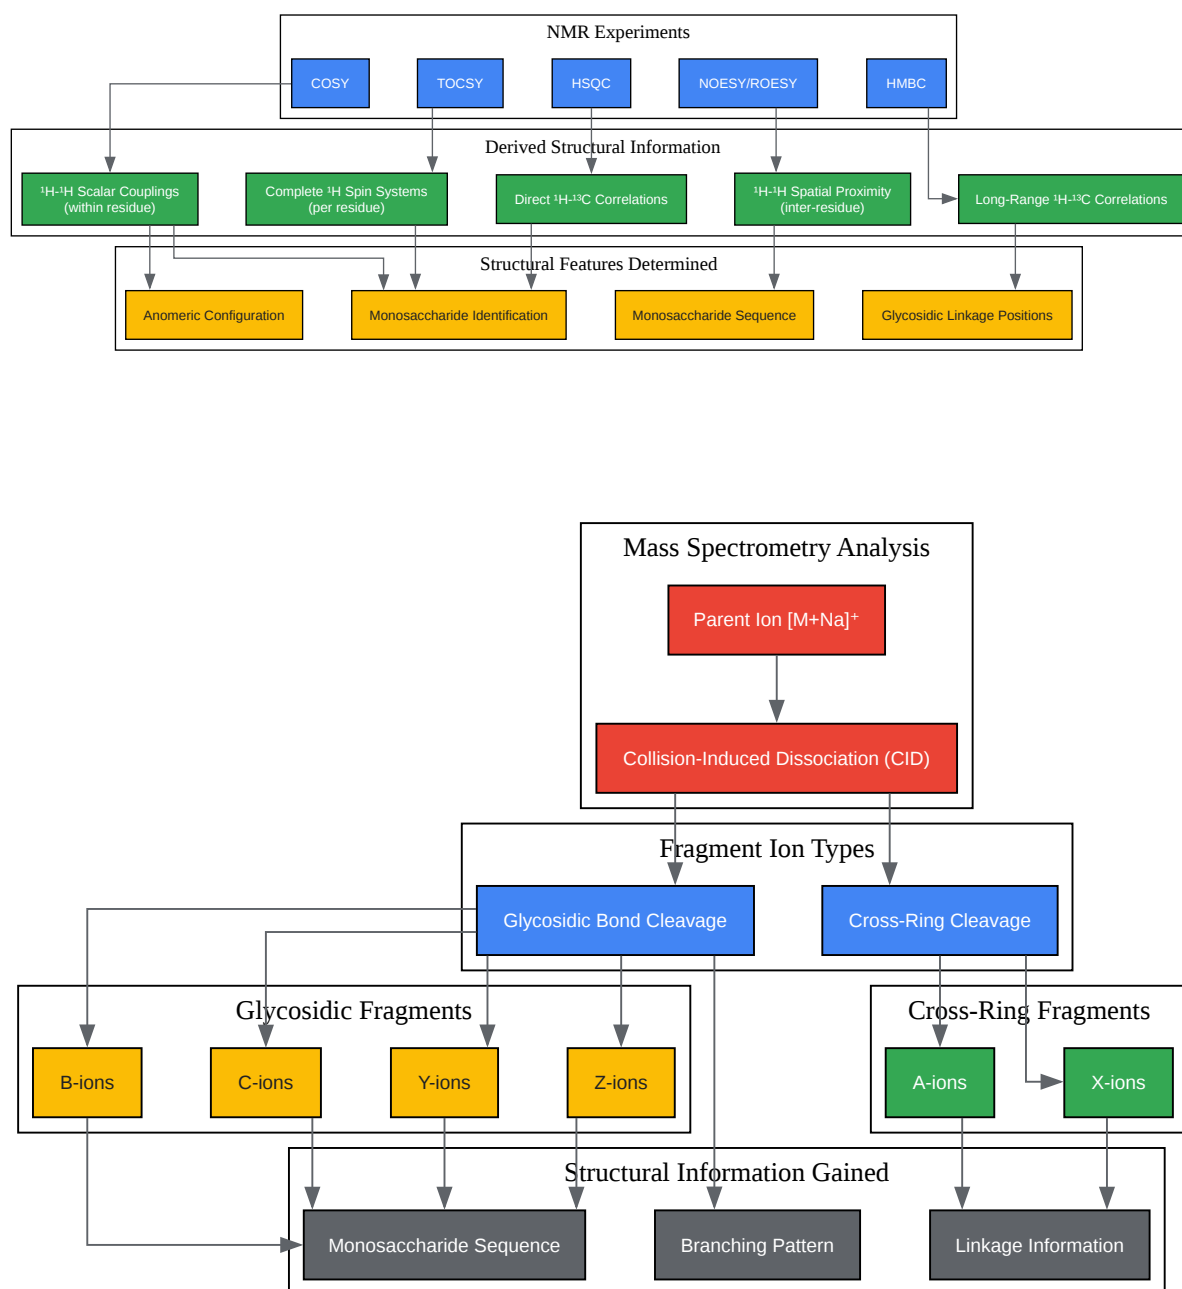 NMR Experiments
COSY
TOCSY
HSQC
NOESY/ROESY
HMBC
Derived Structural Information
¹H-¹H Scalar Couplings
(within residue)
Complete ¹H Spin Systems
(per residue)
Direct ¹H-¹³C Correlations
¹H-¹H Spatial Proximity
(inter-residue)
Long-Range ¹H-¹³C Correlations
Structural Features Determined
Anomeric Configuration
Monosaccharide Identification
Monosaccharide Sequence
Glycosidic Linkage Positions
Mass Spectrometry Analysis
Parent Ion [M+Na]⁺
Collision-Induced Dissociation (CID)
Fragment Ion Types
Glycosidic Bond Cleavage
Cross-Ring Cleavage
Glycosidic Fragments
B-ions
C-ions
Y-ions
Z-ions
Cross-Ring Fragments
A-ions
X-ions
Structural Information Gained
Monosaccharide Sequence
Branching Pattern
Linkage Information